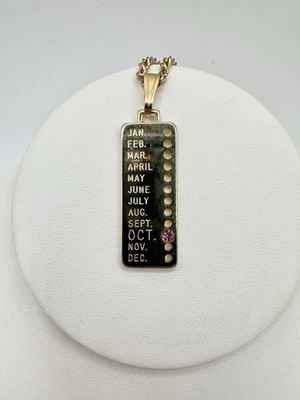 JAN.
FEB.
MAR.
APRIL
MAY
JUNE
JULY
AUG.
SEPT.
OCT.
NOV.
DEC.